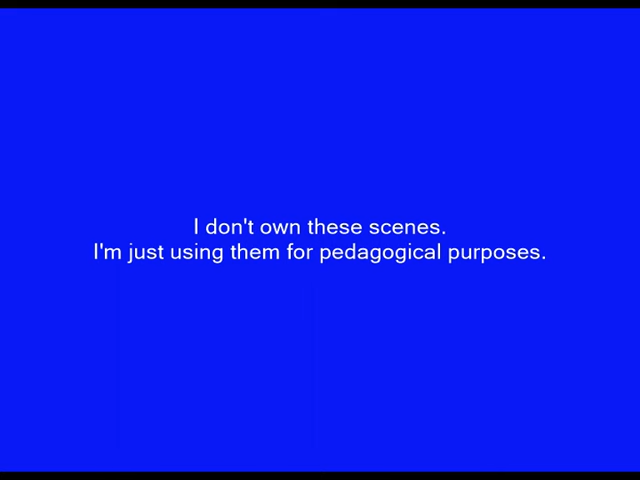 I don't own these scenes.
I'm just using them for pedagogical purposes.